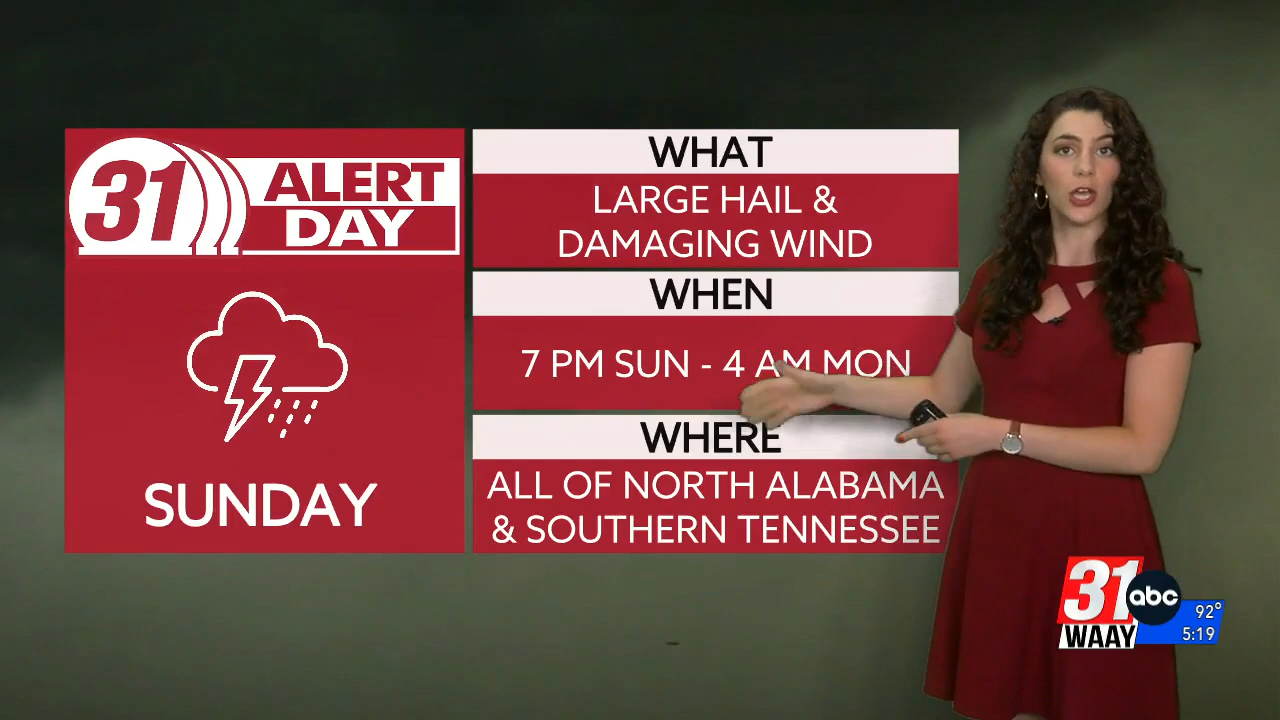 31 ALERT
DAY
SUNDAY
WHAT
LARGE HAIL &
DAMAGING WIND
WHEN
7 PM SUN - 4 AM MON
WHERE
ALL OF NORTH ALABAMA
& SOUTHERN TENNESSEE
31 abc
WAAY
92°
5:19